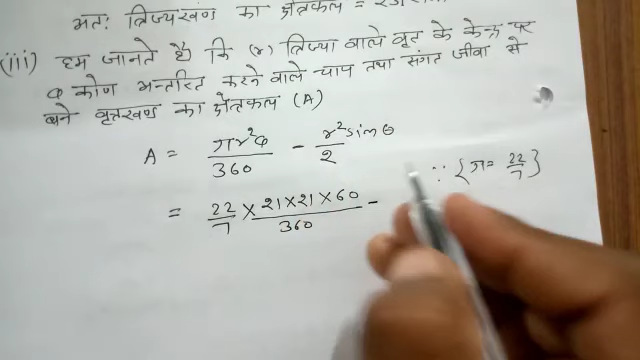 अतः त्रिज्यखंड का क्षेत्रफल =
(iii) हम जानते है कि (r) त्रिज्या वाले वृत के केन्द्र पर
θ कोण अन्तरित करने वाले चाप तथा संगत जीवा से
बने वृत्तखण्ड का क्षेत्रफल (A)
A = πr²θ/360 - r²sinθ/2
= 22/7 × 21×21×60/360 - ∵ {π = 22/7}